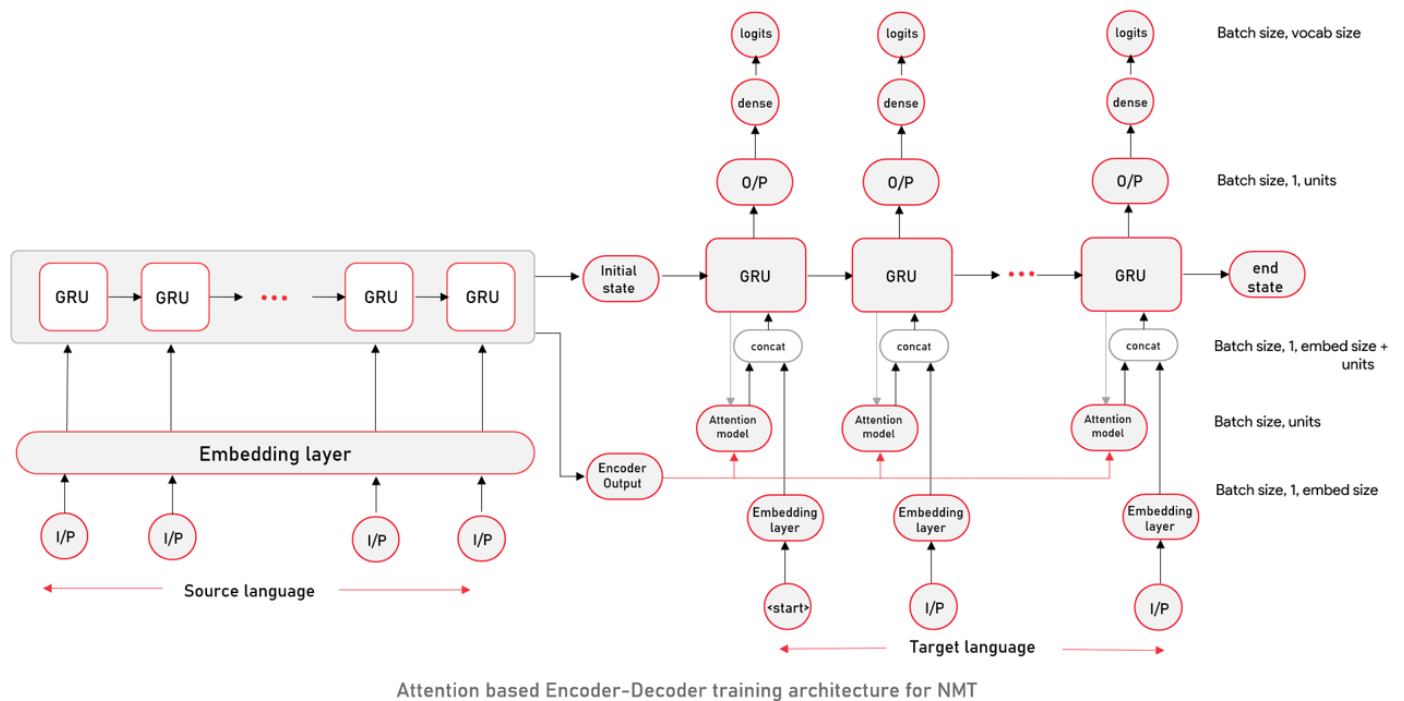 logits
logits
logits
Batch size, vocab size
dense
dense
dense
O/P
O/P
O/P
Batch size, 1, units
GRU
GRU
GRU
GRU
Initial
state
GRU
GRU
GRU
end
state
concat
concat
concat
Batch size, 1, embed size +
units
Attention
model
Attention
model
Attention
model
Batch size, units
Embedding layer
Encoder
Output
Batch size, 1, embed size
Embedding
layer
Embedding
layer
Embedding
layer
I/P
I/P
I/P
I/P
Source language
<start>
I/P
I/P
Target language
Attention based Encoder-Decoder training architecture for NMT